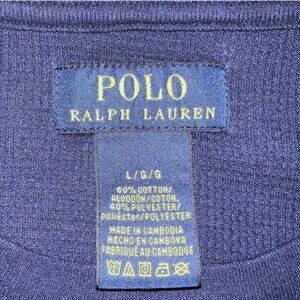 POLO
RALPH LAUREN
L/G/G
60% COTTON/
ALGODÓN/COTON,
40% POLYESTER/
poliéster/POLYESTER
MADE IN CAMBODIA
HECHO EN CAMBOYA
FABRIQUÉ AU CAMBODGE